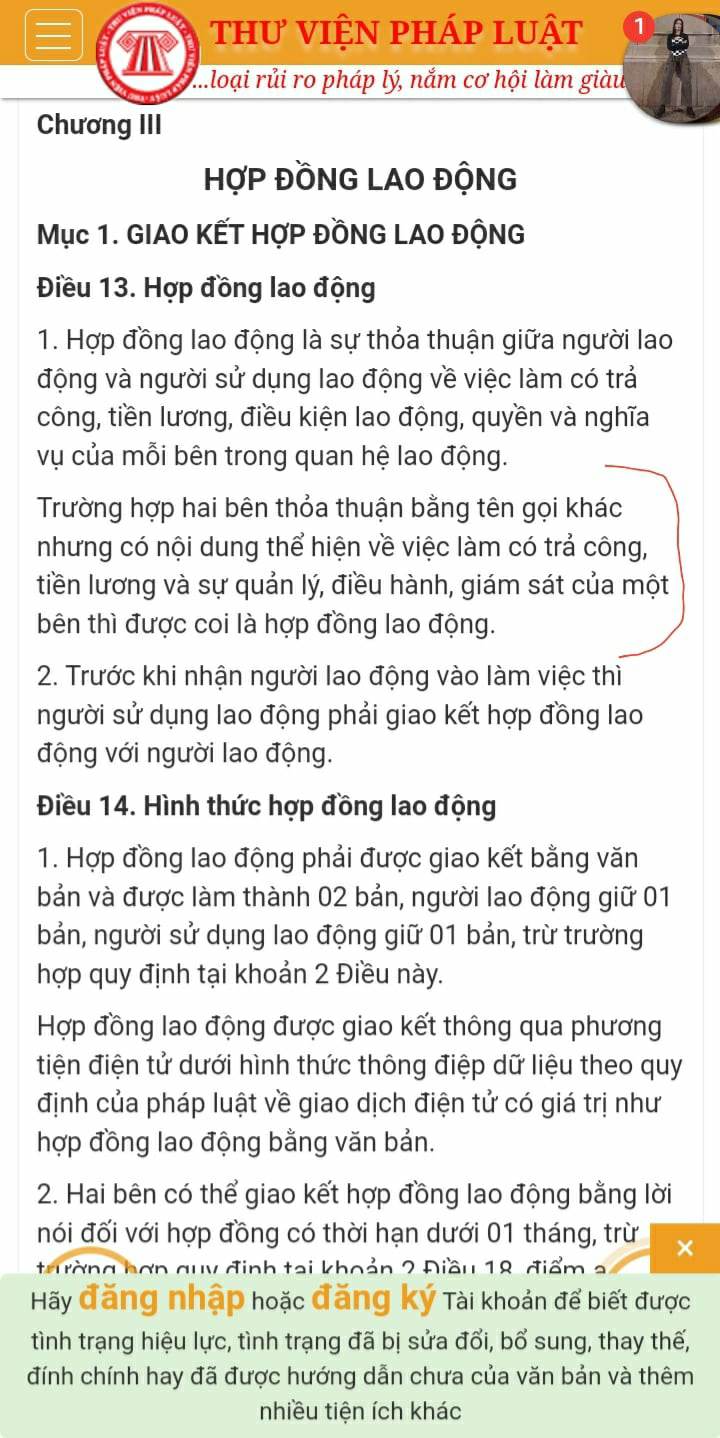 THƯ VIỆN PHÁP LUẬT
1
...loại rủi ro pháp lý, nắm cơ hội làm giàu
Chương III
HỢP ĐỒNG LAO ĐỘNG
Mục 1. GIAO KẾT HỢP ĐỒNG LAO ĐỘNG
Điều 13. Hợp đồng lao động
1. Hợp đồng lao động là sự thỏa thuận giữa người lao
động và người sử dụng lao động về việc làm có trả
công, tiền lương, điều kiện lao động, quyền và nghĩa
vụ của mỗi bên trong quan hệ lao động.
Trường hợp hai bên thỏa thuận bằng tên gọi khác
nhưng có nội dung thể hiện về việc làm có trả công,
tiền lương và sự quản lý, điều hành, giám sát của một
bên thì được coi là hợp đồng lao động.
2. Trước khi nhận người lao động vào làm việc thì
người sử dụng lao động phải giao kết hợp đồng lao
động với người lao động.
Điều 14. Hình thức hợp đồng lao động
1. Hợp đồng lao động phải được giao kết bằng văn
bản và được làm thành 02 bản, người lao động giữ 01
bản, người sử dụng lao động giữ 01 bản, trừ trường
hợp quy định tại khoản 2 Điều này.
Hợp đồng lao động được giao kết thông qua phương
tiện điện tử dưới hình thức thông điệp dữ liệu theo quy
định của pháp luật về giao dịch điện tử có giá trị như
hợp đồng lao động bằng văn bản.
2. Hai bên có thể giao kết hợp đồng lao động bằng lời
nói đối với hợp đồng có thời hạn dưới 01 tháng, trừ
trường hợp quy định tại khoản 2 Điều 18, điểm a
Hãy đăng nhập hoặc đăng ký Tài khoản để biết được
tình trạng hiệu lực, tình trạng đã bị sửa đổi, bổ sung, thay thế,
đính chính hay đã được hướng dẫn chưa của văn bản và thêm
nhiều tiện ích khác